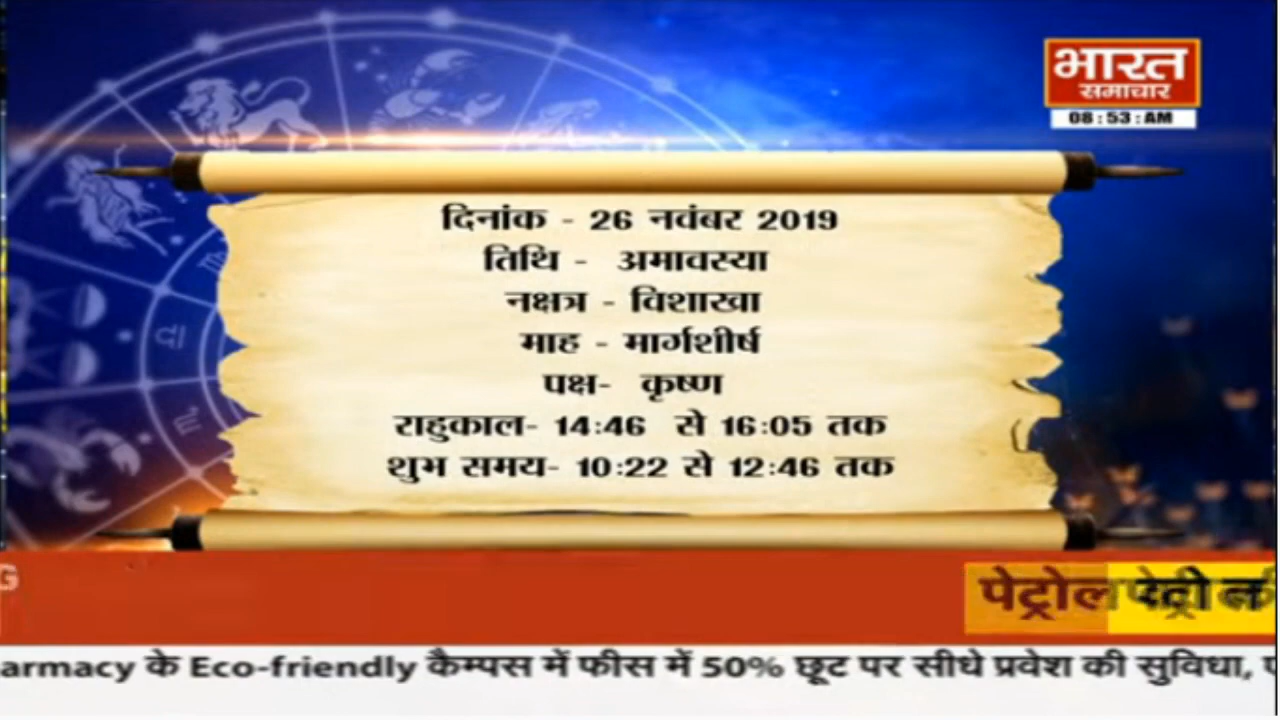 भारत
समाचार
08:53:AM
दिनांक - 26 नवंबर 2019
तिथि - अमावस्या
नक्षत्र - विशाखा
माह - मार्गशीर्ष
पक्ष- कृष्ण
राहुकाल- 14:46 से 16:05 तक
शुभ समय- 10:22 से 12:46 तक
G
पेट्रोल
armacy के Eco-friendly कैम्पस में फीस में 50% छूट पर सीधे प्रवेश की सुविधा,